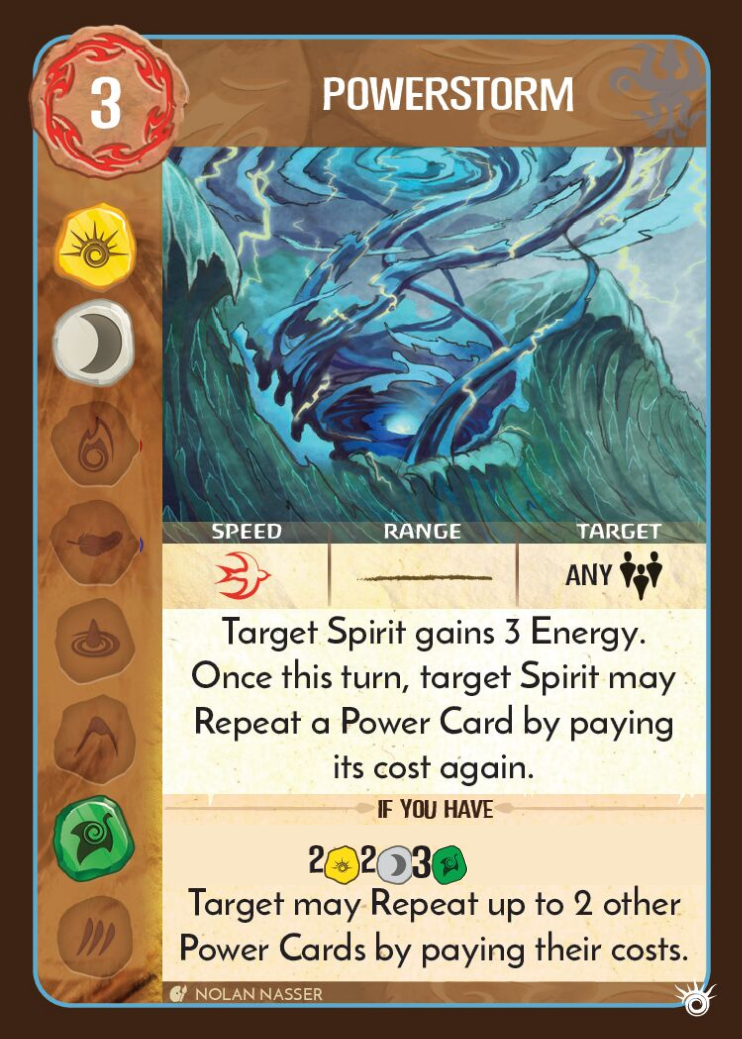 3
POWERSTORM
SPEED RANGE TARGET
ANY
Target Spirit gains 3 Energy.
Once this turn, target Spirit may
Repeat a Power Card by paying
its cost again.
IF YOU HAVE
2 2 3
Target may Repeat up to 2 other
Power Cards by paying their costs.
NOLAN NASSER